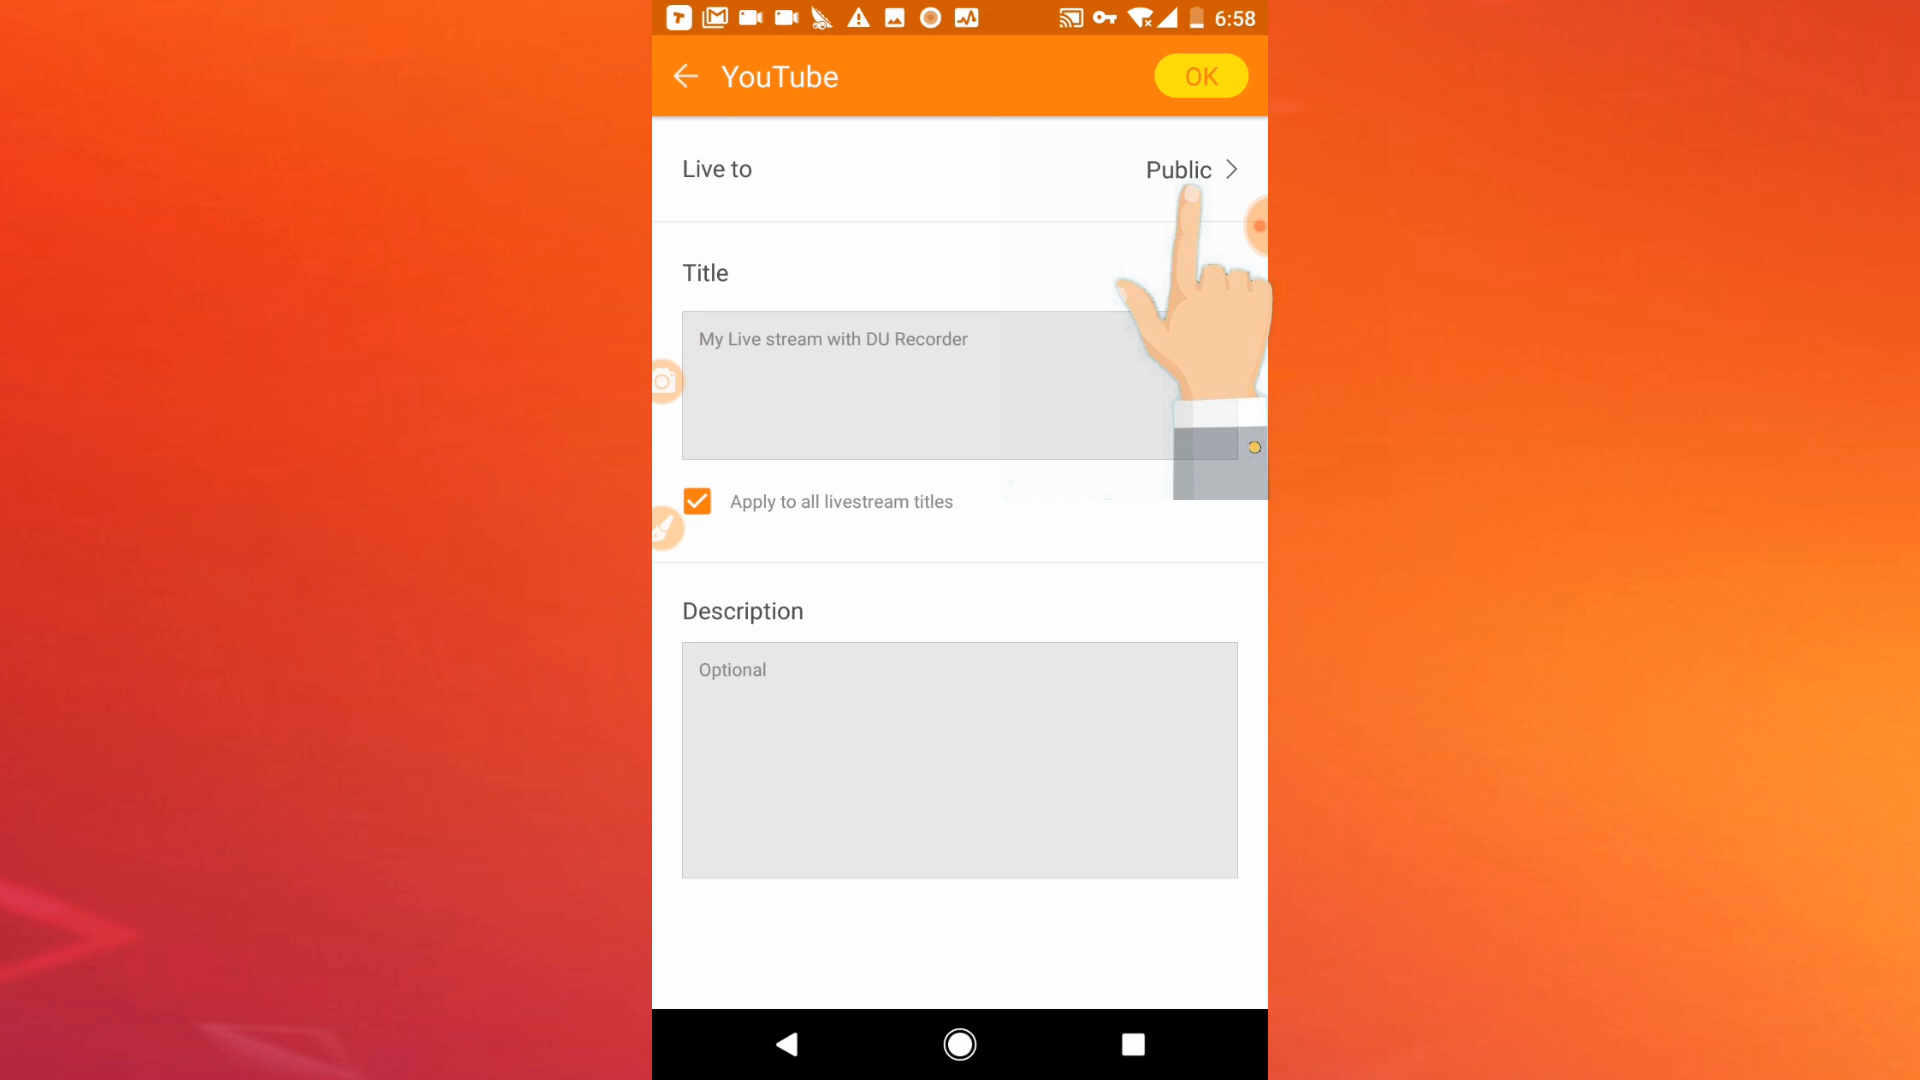 6:58
YouTube
OK
Live to
Public
Title
My Live stream with DU Recorder
Apply to all livestream titles
Description
Optional